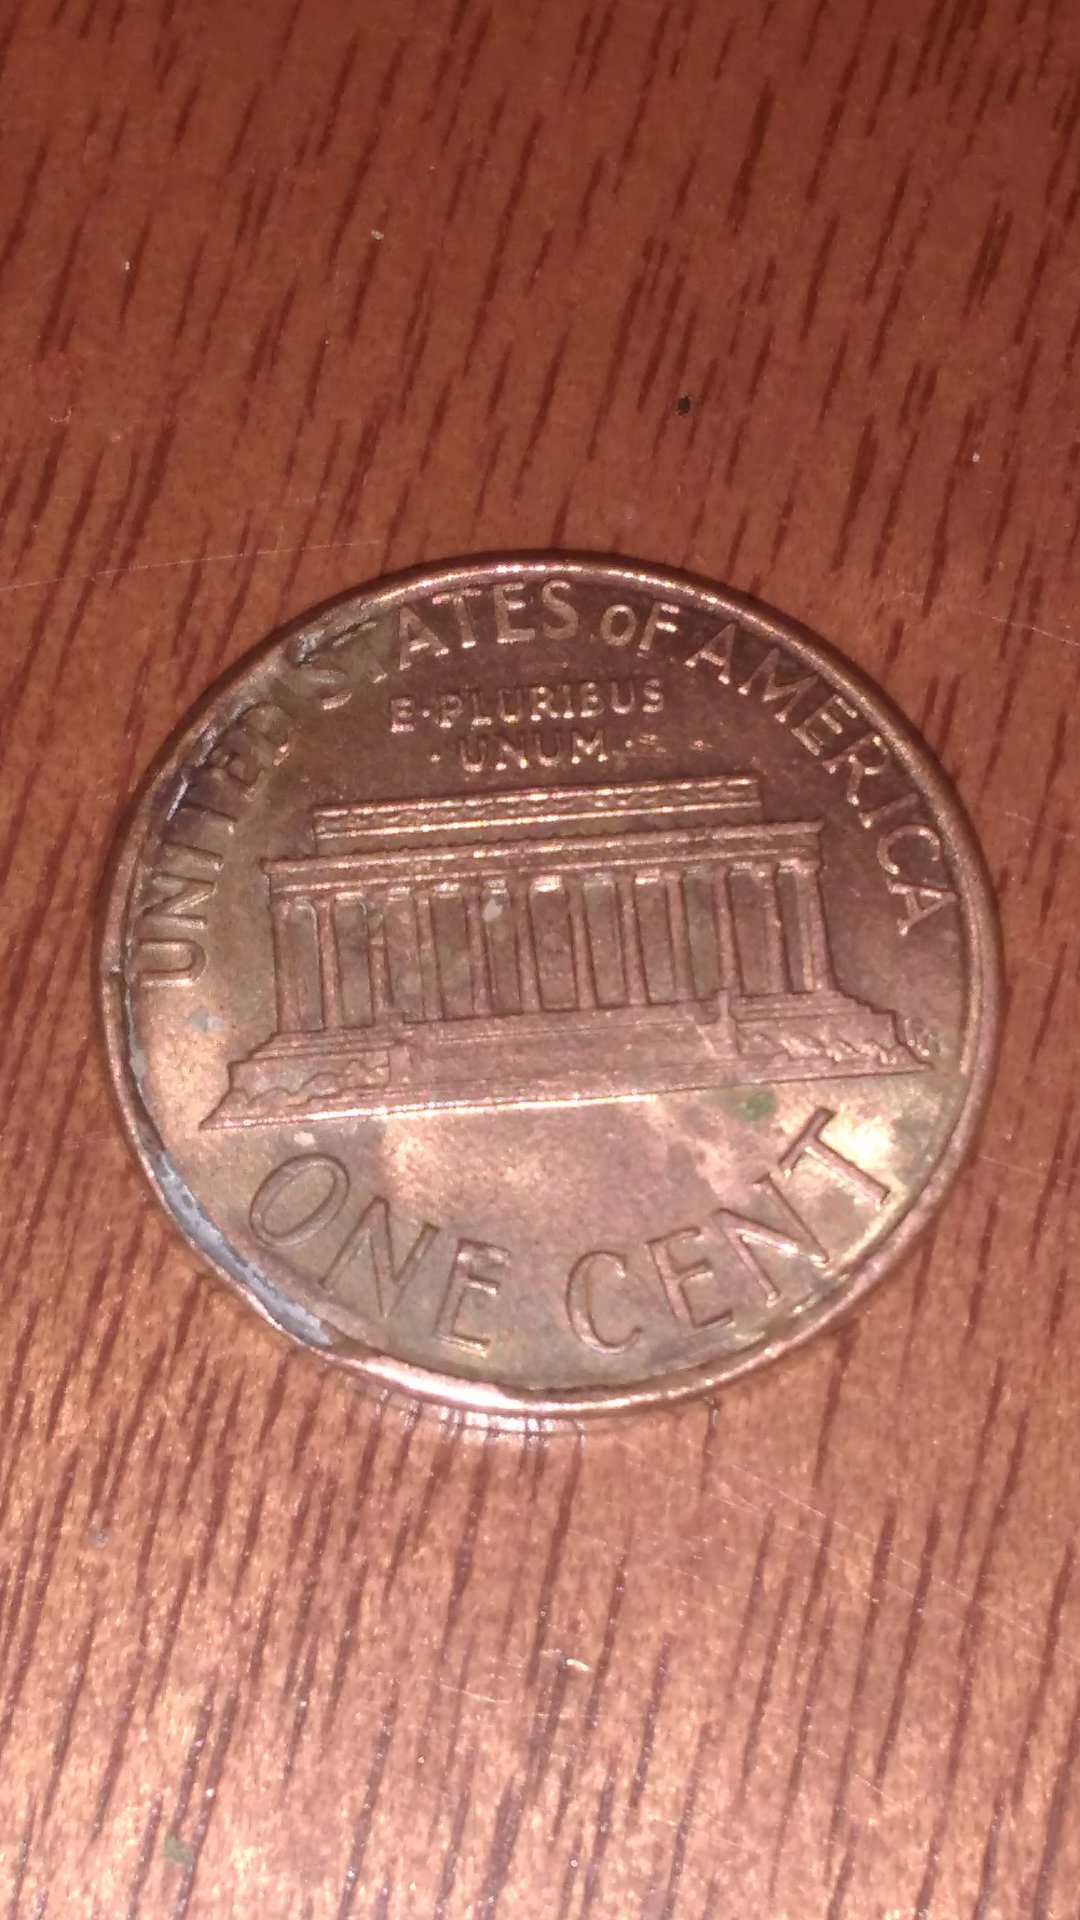 UNITED STATES OF AMERICA
E·PLURIBUS
·UNUM·
ONE CENT